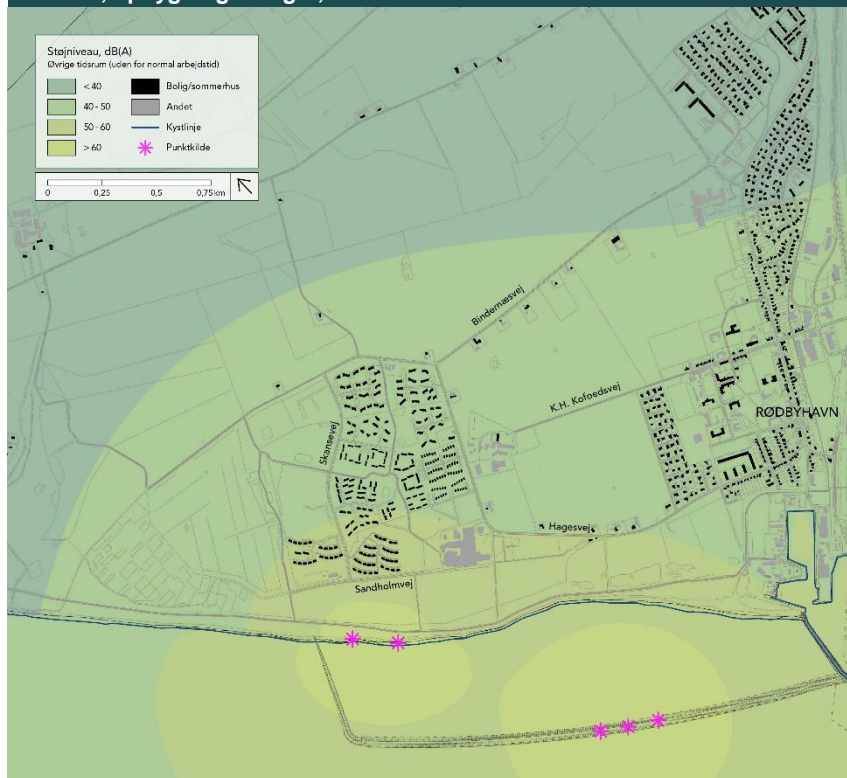 Støjniveau, dB(A)
Øvrige tidsrum (uden for normal arbejdstid)
< 40
Bolig/sommerhus
40 - 50
Andet
50 - 60
Kystlinje
> 60
Punktkilde
0 0,25 0,5 0,75km
Bindernæsvej
K.H. Kofoedsvej
RØDBYHAVN
Skansevej
Hagesvej
Sandholmvej